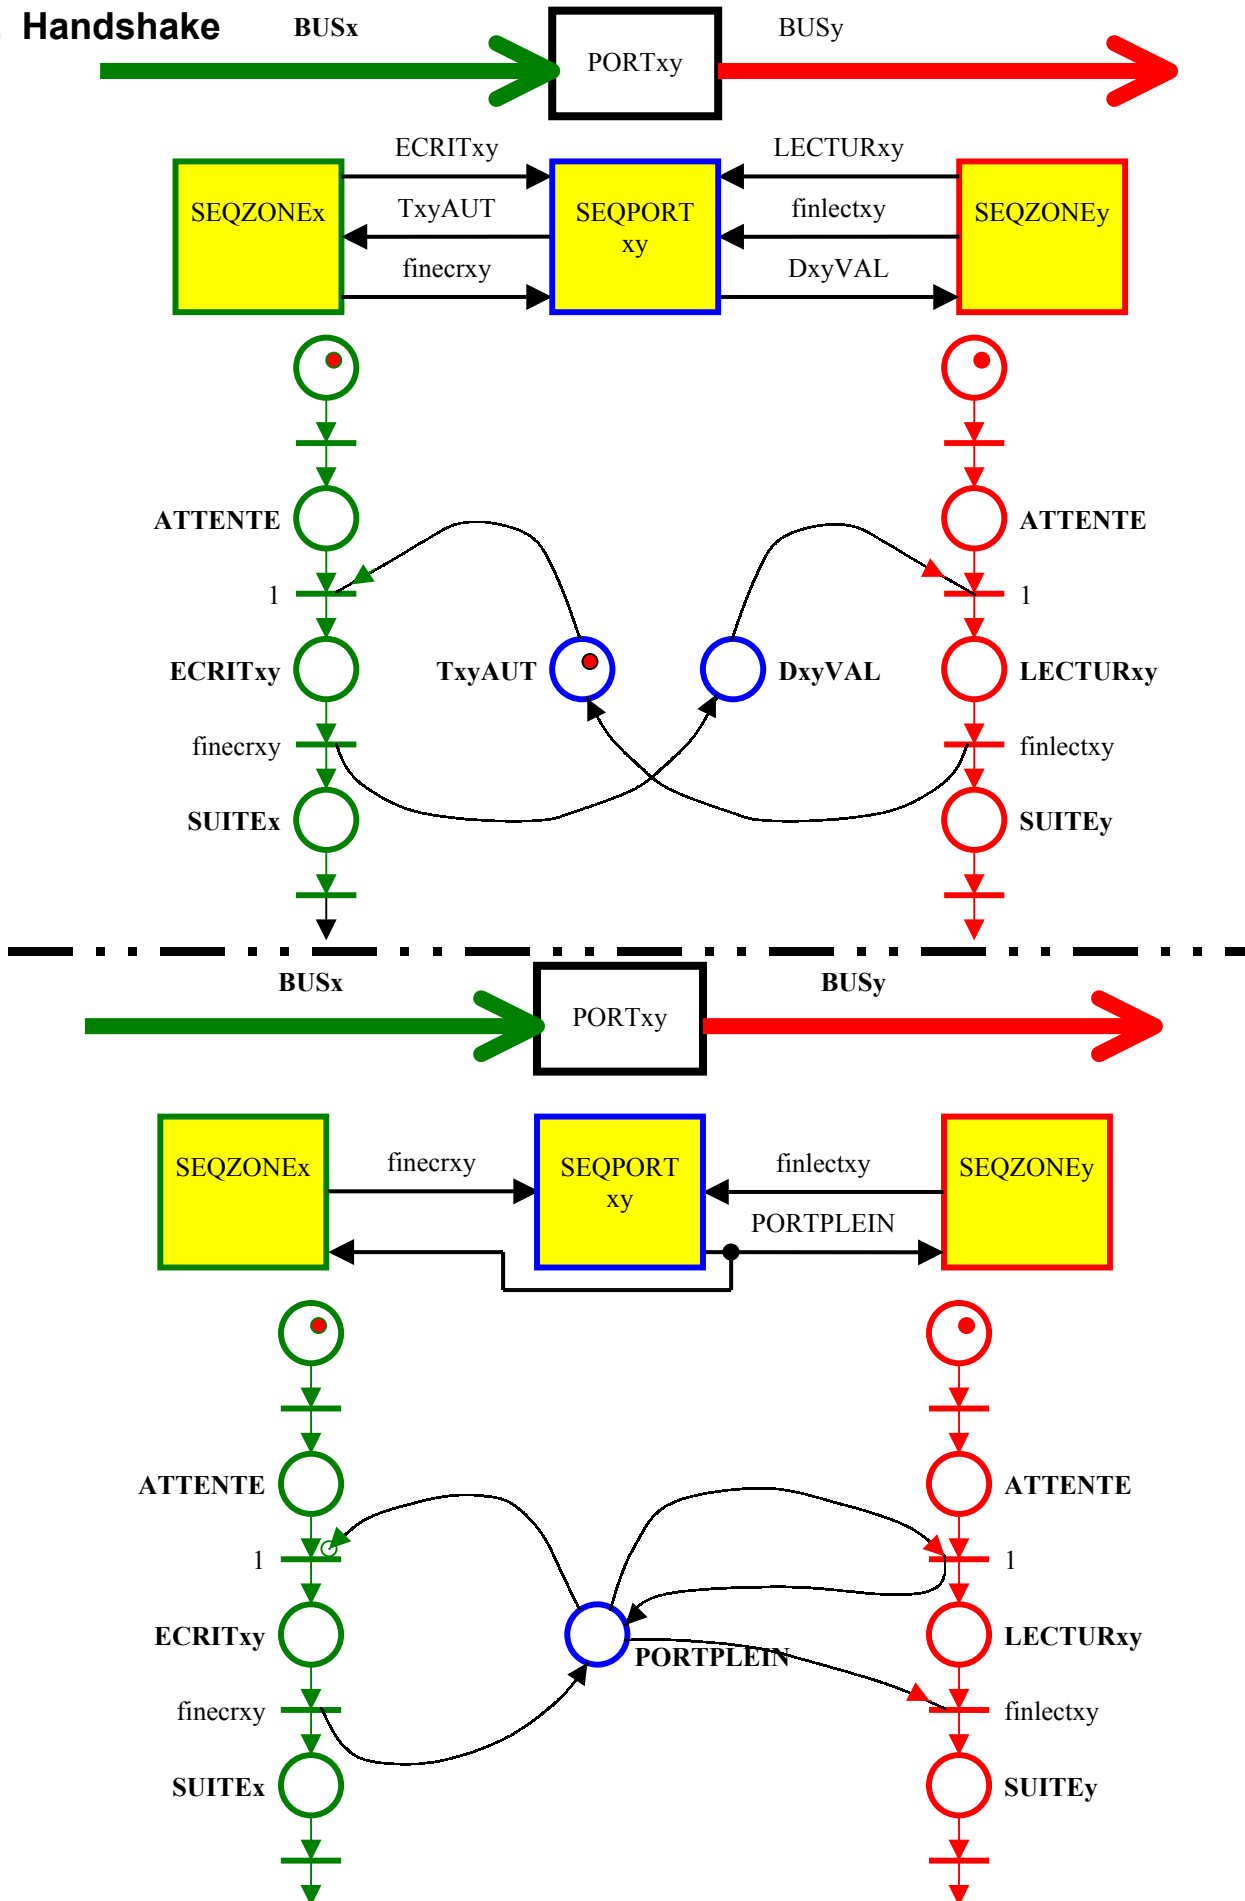 . Handshake
BUSx
BUSy
PORTxy
ECRITxy
LECTURxy
SEQZONEx
TxyAUT
SEQPORT
xy
finlectxy
SEQZONEy
finecrxy
DxyVAL
ATTENTE
ATTENTE
1
1
ECRITxy
TxyAUT
DxyVAL
LECTURxy
finecrxy
finlectxy
SUITEx
SUITEy
BUSx
BUSy
PORTxy
SEQZONEx
finecrxy
SEQPORT
xy
finlectxy
SEQZONEy
PORTPLEIN
ATTENTE
ATTENTE
1
1
ECRITxy
PORTPLEIN
LECTURxy
finecrxy
finlectxy
SUITEx
SUITEy